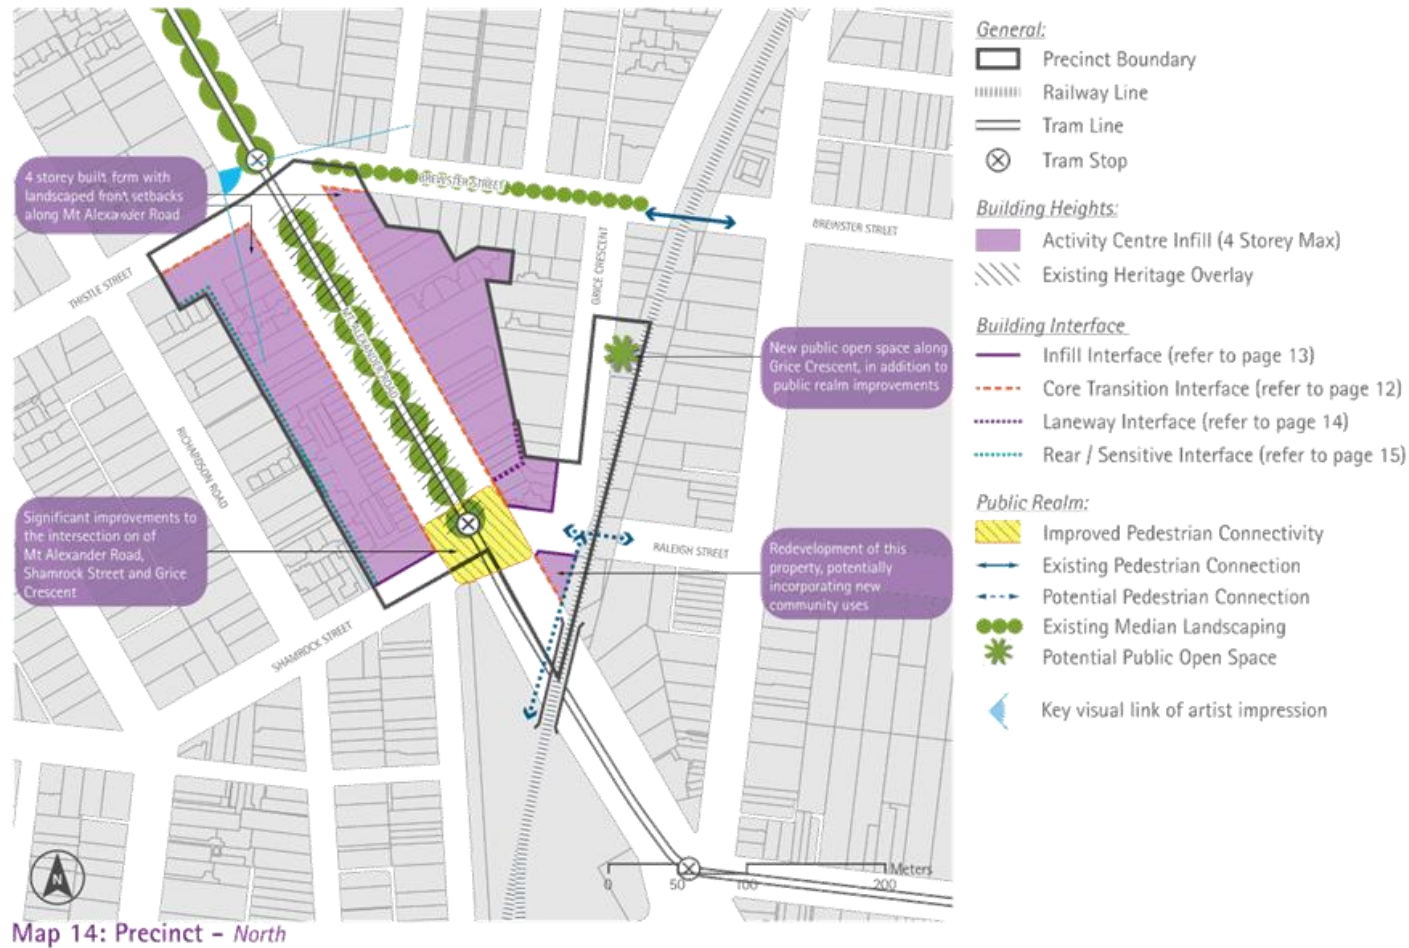 4 storey built form with
landscaped front setbacks
along Mt Alexander Road
BREWSTER STREET
BREWSTER STREET
THISTLE STREET
GRICE CRESCENT
MT ALEXANDER ROAD
New public open space along
Grice Crescent, in addition to
public realm improvements
RICHARDSON ROAD
Significant improvements to
the intersection on of
Mt Alexander Road,
Shamrock Street and Grice
Crescent
RALEIGH STREET
Redevelopment of this
property, potentially
incorporating new
community uses
SHAMROCK STREET
N
Meters
0 50 100 200
Map 14: Precinct - North
General:
Precinct Boundary
Railway Line
Tram Line
Tram Stop
Building Heights:
Activity Centre Infill (4 Storey Max)
Existing Heritage Overlay
Building Interface
Infill Interface (refer to page 13)
Core Transition Interface (refer to page 12)
Laneway Interface (refer to page 14)
Rear / Sensitive Interface (refer to page 15)
Public Realm:
Improved Pedestrian Connectivity
Existing Pedestrian Connection
Potential Pedestrian Connection
Existing Median Landscaping
Potential Public Open Space
Key visual link of artist impression